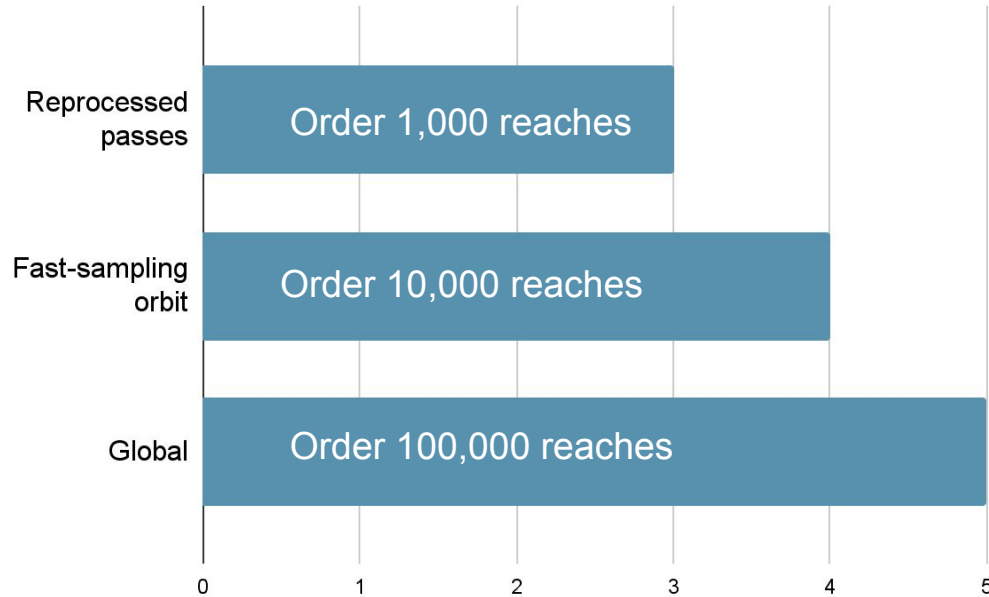 Reprocessed
passes
Order 1,000 reaches
Fast-sampling
orbit
Order 10,000 reaches
Global
Order 100,000 reaches
0 1 2 3 4 5